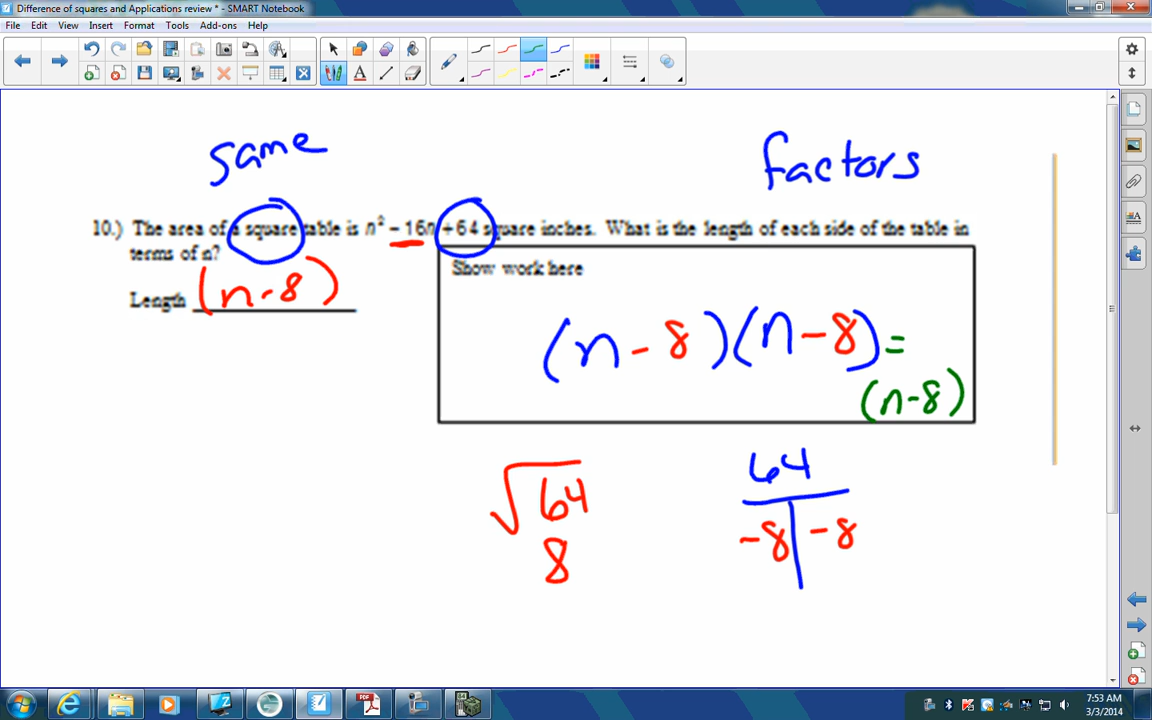 Difference of squares and Applications review * - SMART Notebook
File Edit View Insert Format Tools Add-ons Help
same
factors
10.) The area of a square table is n² – 16n +64 square inches. What is the length of each side of the table in
terms of n?
Show work here
Length (n-8)
(n-8)(n-8)=
(n-8)
√64
8
64
-8 -8
7:53 AM
3/3/2014